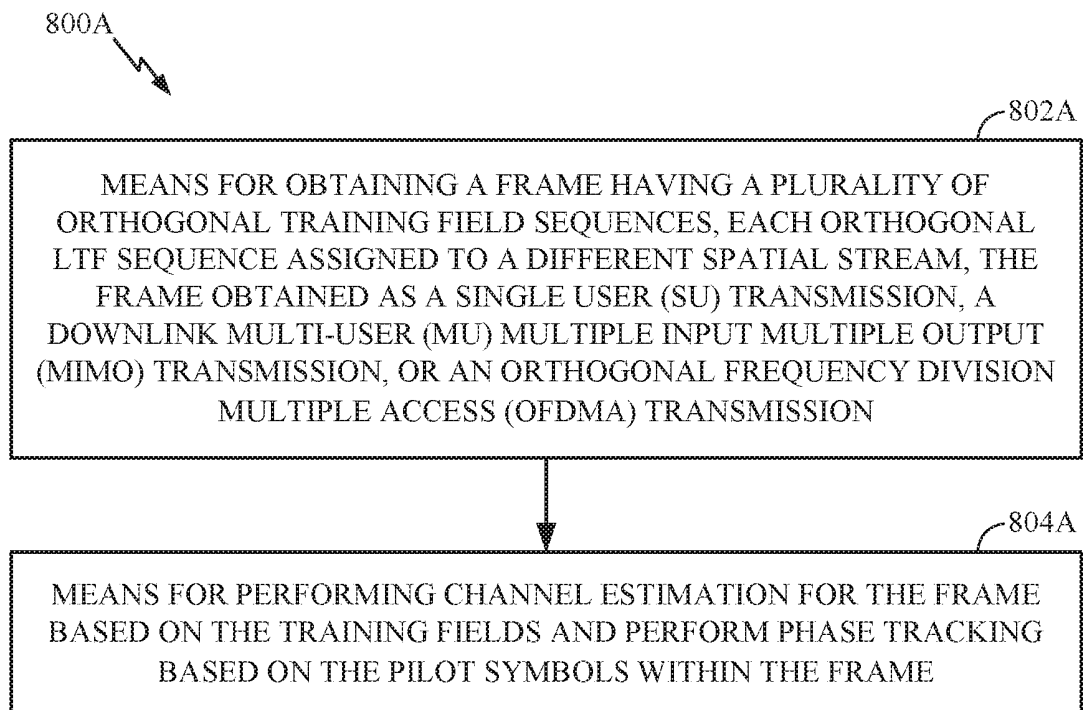 800A
802A
MEANS FOR OBTAINING A FRAME HAVING A PLURALITY OF
ORTHOGONAL TRAINING FIELD SEQUENCES, EACH ORTHOGONAL
LTF SEQUENCE ASSIGNED TO A DIFFERENT SPATIAL STREAM, THE
FRAME OBTAINED AS A SINGLE USER (SU) TRANSMISSION, A
DOWNLINK MULTI-USER (MU) MULTIPLE INPUT MULTIPLE OUTPUT
(MIMO) TRANSMISSION, OR AN ORTHOGONAL FREQUENCY DIVISION
MULTIPLE ACCESS (OFDMA) TRANSMISSION
804A
MEANS FOR PERFORMING CHANNEL ESTIMATION FOR THE FRAME
BASED ON THE TRAINING FIELDS AND PERFORM PHASE TRACKING
BASED ON THE PILOT SYMBOLS WITHIN THE FRAME